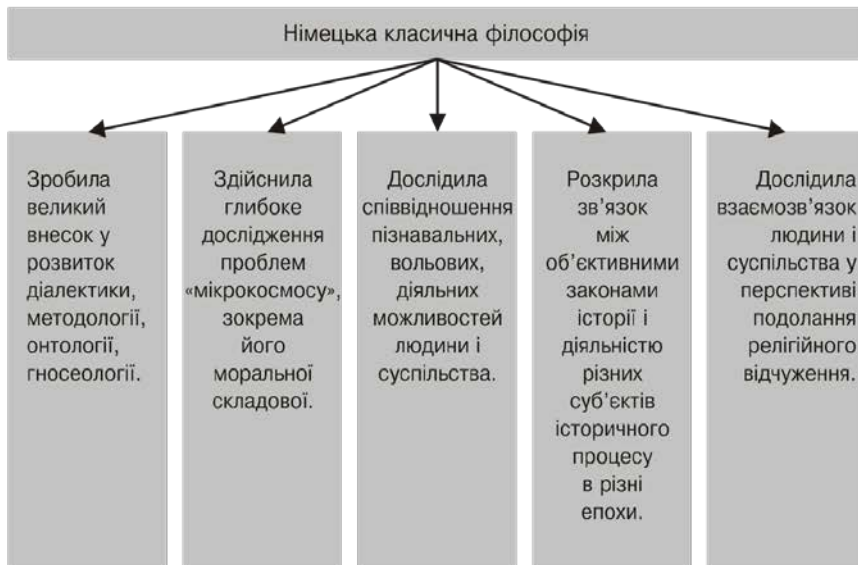 Німецька класична філософія
Зробила
великий
внесок у
розвиток
діалектики,
методології,
онтології,
гносеології.
Здійснила
глибоке
дослідження
проблем
«мікрокосмосу»,
зокрема
його
моральної
складової.
Дослідила
співвідношення
пізнавальних,
вольових,
діяльних
можливостей
людини і
суспільства.
Розкрила
зв’язок
між
об’єктивними
законами
історії і
діяльністю
різних
суб’єктів
історичного
процесу
в різні
епохи.
Дослідила
взаємозв’язок
людини і
суспільства у
перспективі
подолання
релігійного
відчуження.